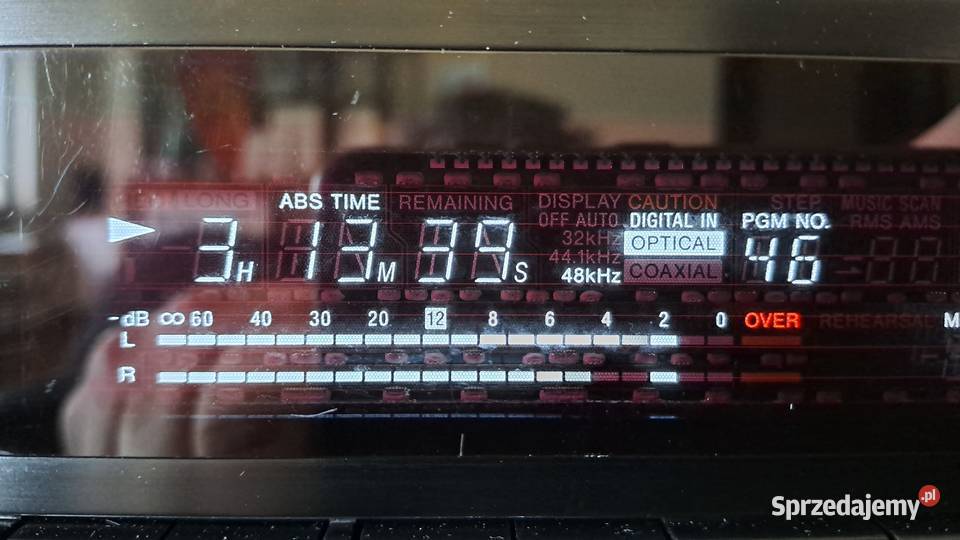 LONG ABS TIME REMAINING DISPLAY CAUTION STEP MUSIC SCAN
OFF AUTO DIGITAL IN PGM NO. RMS AMS
32kHz OPTICAL
3H 13M 39S 44.1kHz 46
48kHz COAXIAL
-dB ∞ 60 40 30 20 12 8 6 4 2 0 OVER REHEARSAL M
L
R
Sprzedajemy.pl